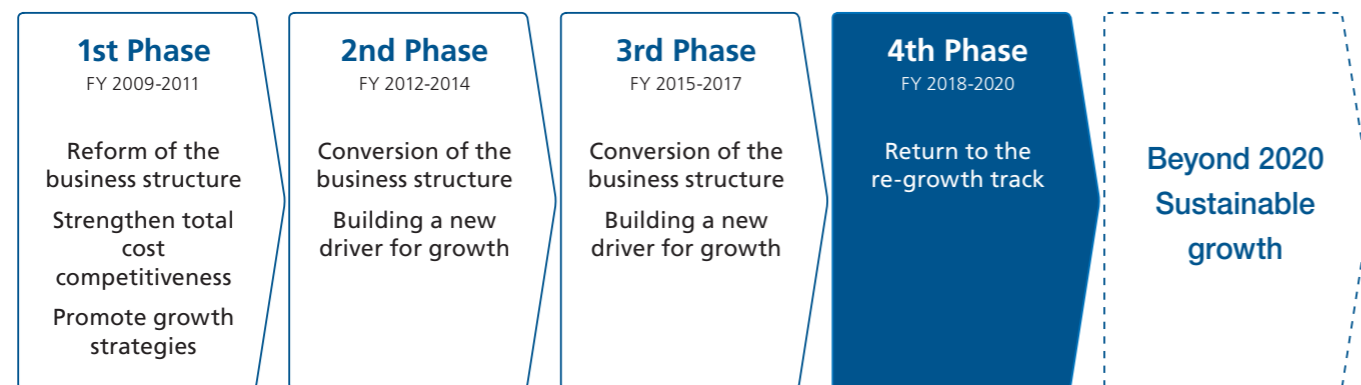 1st Phase
FY 2009-2011
Reform of the
business structure
Strengthen total
cost
competitiveness
Promote growth
strategies
2nd Phase
FY 2012-2014
Conversion of the
business structure
Building a new
driver for growth
3rd Phase
FY 2015-2017
Conversion of the
business structure
Building a new
driver for growth
4th Phase
FY 2018-2020
Return to the
re-growth track
Beyond 2020
Sustainable
growth